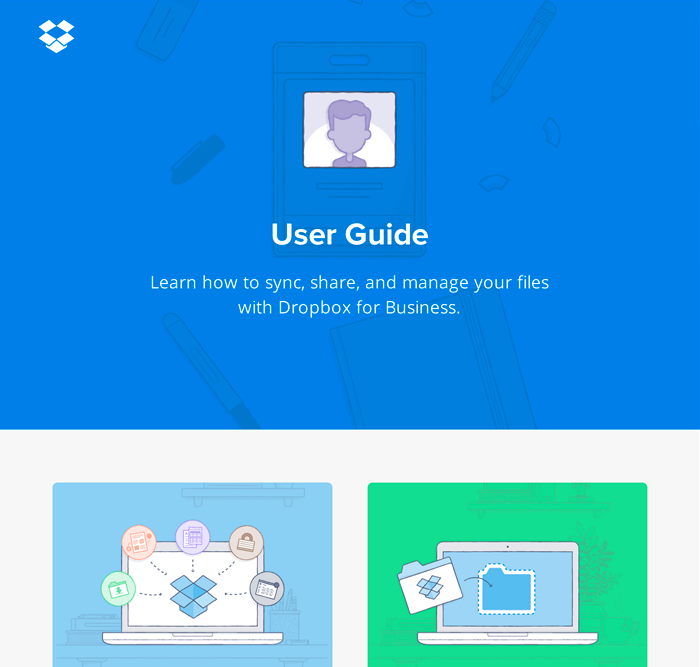 User Guide
Learn how to sync, share, and manage your files
with Dropbox for Business.